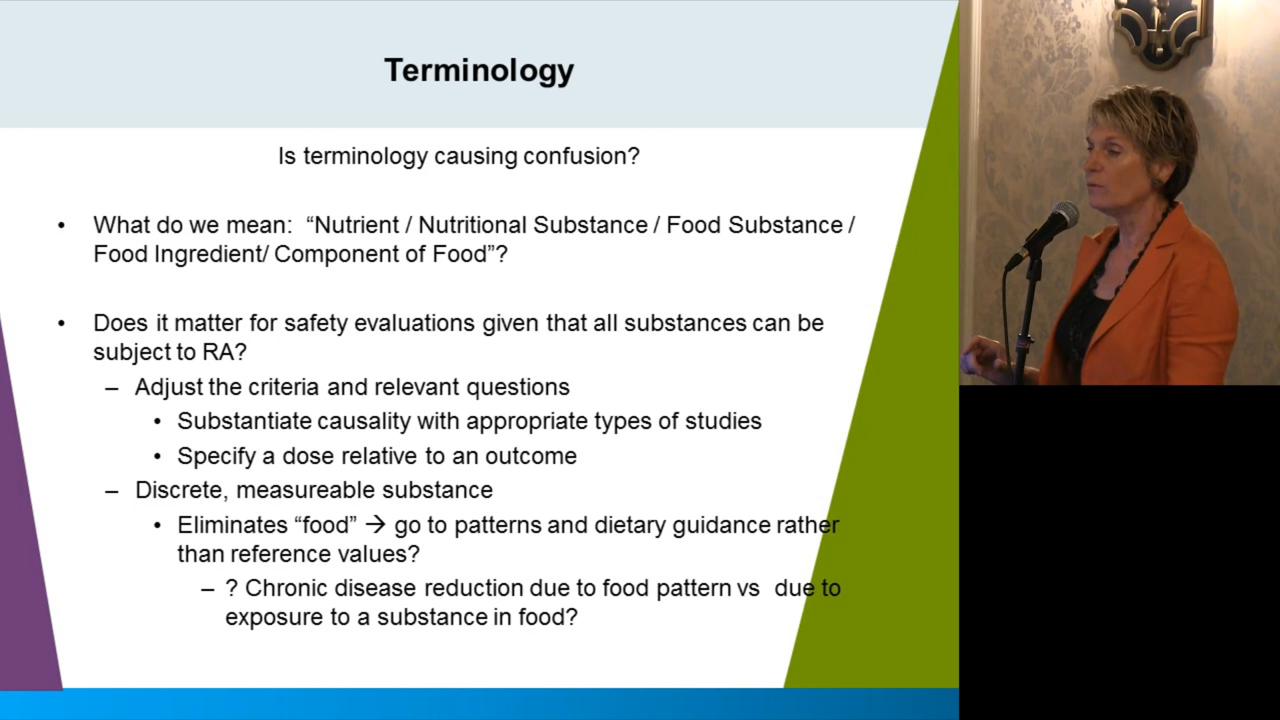 Terminology
Is terminology causing confusion?
• What do we mean: “Nutrient / Nutritional Substance / Food Substance /
Food Ingredient/ Component of Food”?
• Does it matter for safety evaluations given that all substances can be
subject to RA?
– Adjust the criteria and relevant questions
• Substantiate causality with appropriate types of studies
• Specify a dose relative to an outcome
– Discrete, measureable substance
• Eliminates “food” → go to patterns and dietary guidance rather
than reference values?
– ? Chronic disease reduction due to food pattern vs due to
exposure to a substance in food?